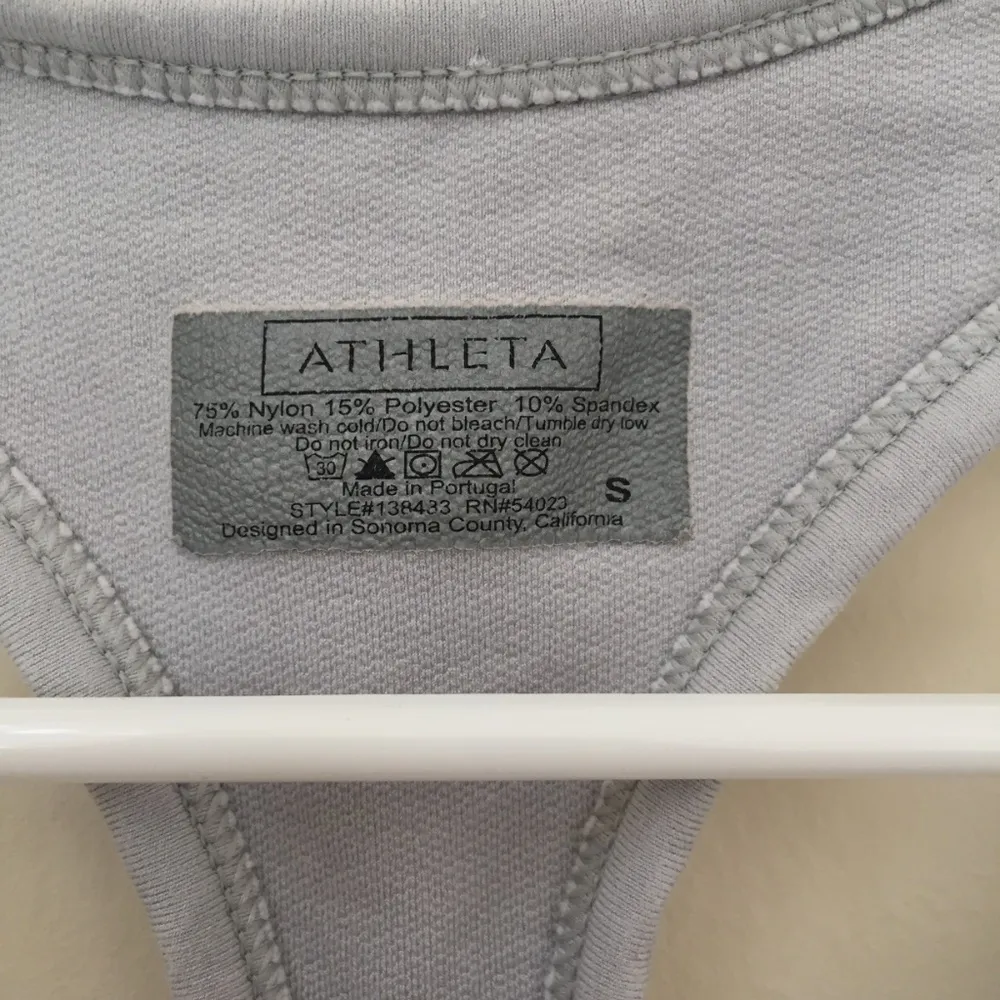 ATHLETA
75% Nylon 15% Polyester 10% Spandex
Machine wash cold/Do not bleach/Tumble dry low
Do not iron/Do not dry clean
30
Made in Portugal
S
STYLE#138433 RN#54023
Designed in Sonoma County, California